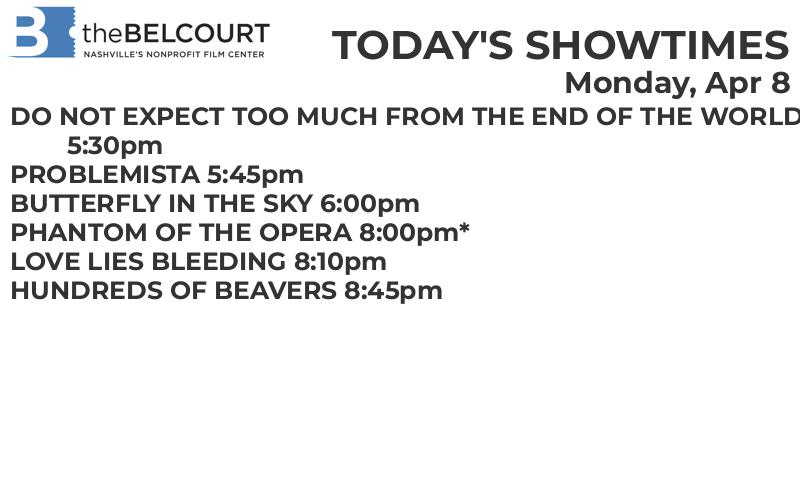 B theBELCOURT
NASHVILLE'S NONPROFIT FILM CENTER
TODAY'S SHOWTIMES
Monday, Apr 8
DO NOT EXPECT TOO MUCH FROM THE END OF THE WORLD
5:30pm
PROBLEMISTA 5:45pm
BUTTERFLY IN THE SKY 6:00pm
PHANTOM OF THE OPERA 8:00pm*
LOVE LIES BLEEDING 8:10pm
HUNDREDS OF BEAVERS 8:45pm